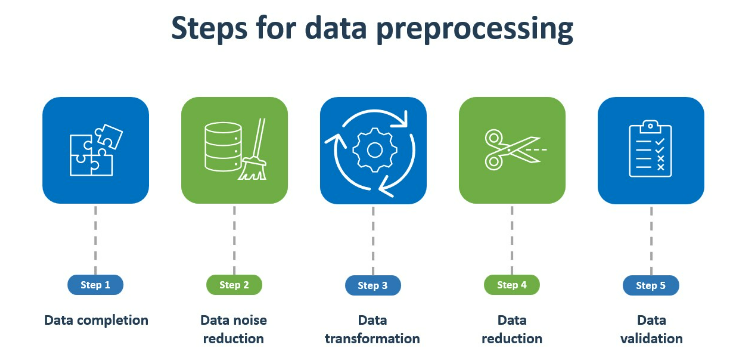 Steps for data preprocessing
Step 1
Step 2
Step 3
Step 4
Step 5
Data completion
Data noise
reduction
Data
transformation
Data
reduction
Data
validation